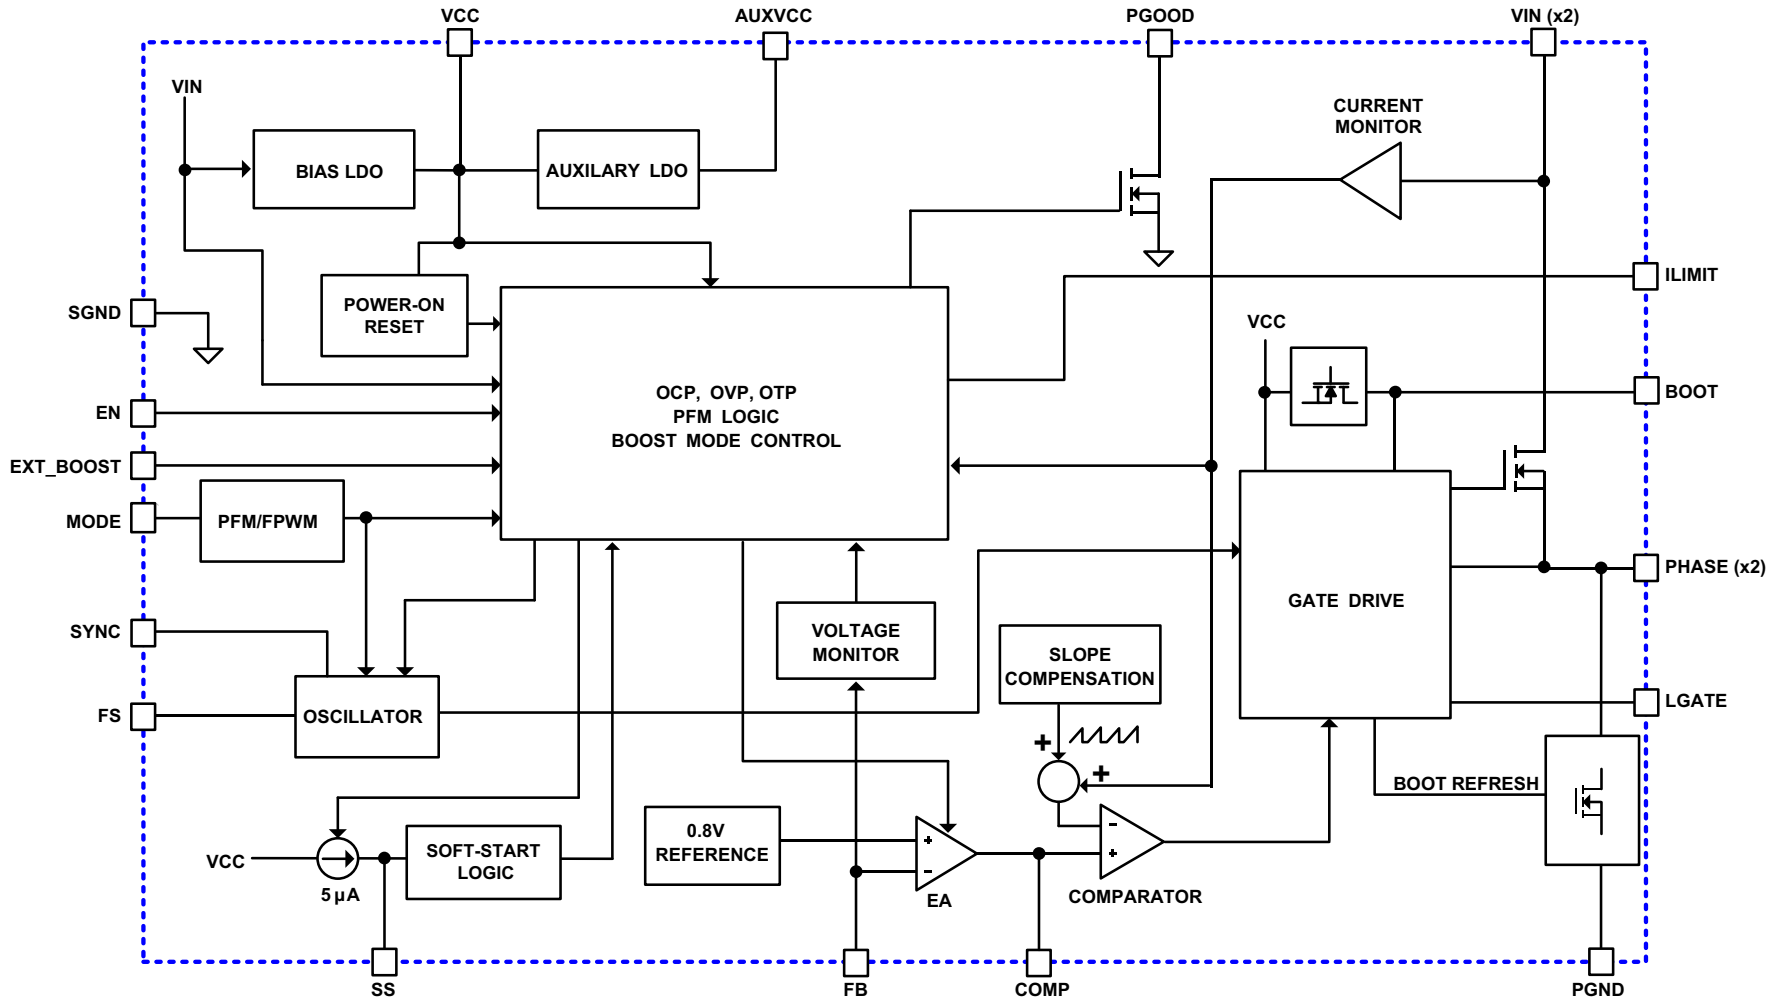 VCC
AUXVCC
PGOOD
VIN (x2)
VIN
CURRENT
MONITOR
BIAS LDO
AUXILARY LDO
POWER-ON
RESET
SGND
ILIMIT
VCC
BOOT
OCP, OVP, OTP
PFM LOGIC
BOOST MODE CONTROL
EN
EXT_BOOST
MODE
PFM/FPWM
PHASE (x2)
GATE DRIVE
SYNC
VOLTAGE
MONITOR
SLOPE
COMPENSATION
FS
OSCILLATOR
LGATE
+
+
BOOT REFRESH
0.8V
REFERENCE
+
-
EA
-
+
COMPARATOR
VCC
5 µA
SOFT-START
LOGIC
SS
FB
COMP
PGND